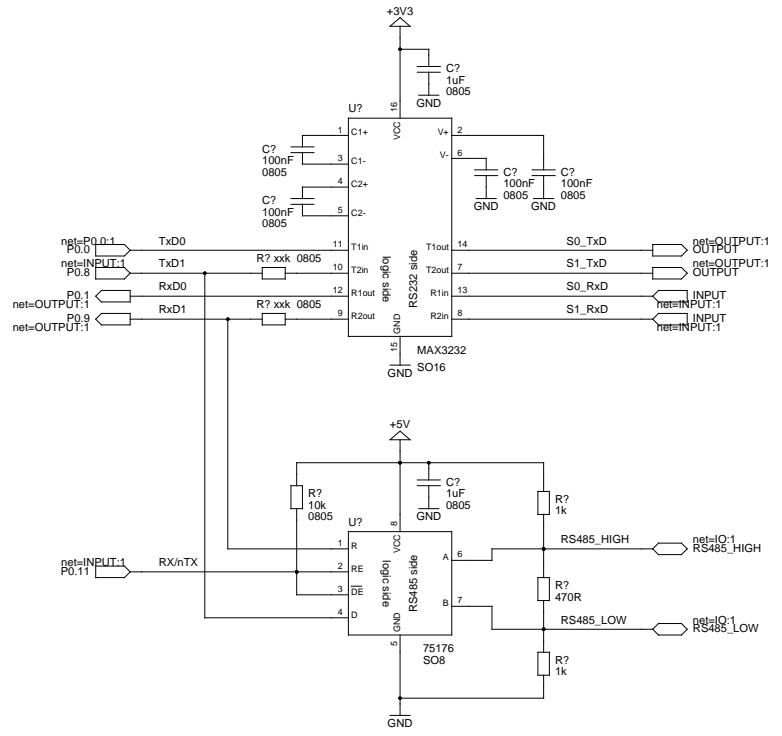 +3V3
C?
1uF
0805
GND
U?
16
VCC
1
C1+
V+
2
C?
100nF
0805
3
C1-
V-
6
4
C2+
C?
100nF
0805
C?
100nF
0805
C?
100nF
0805
5
C2-
GND
GND
net=P0.0:1
P0.0
TxD0
11
T1in
T1out
14
S0_TxD
net=OUTPUT:1
OUTPUT
net=INPUT:1
P0.8
TxD1
R? xxk 0805
10
T2in
T2out
7
S1_TxD
net=OUTPUT:1
OUTPUT
P0.1
net=OUTPUT:1
RxD0
12
R1out
R1in
13
S0_RxD
INPUT
net=INPUT:1
P0.9
net=OUTPUT:1
RxD1
R? xxk 0805
9
R2out
R2in
8
S1_RxD
INPUT
net=INPUT:1
logic side
RS232 side
GND
15
GND
MAX3232
SO16
+5V
R?
10k
0805
C?
1uF
0805
GND
R?
1k
U?
8
VCC
1
R
A
6
RS485_HIGH
net=IO:1
RS485_HIGH
net=INPUT:1
P0.11
RX/nTX
2
RE
3
DE
R?
470R
B
7
RS485_LOW
net=IO:1
RS485_LOW
4
D
logic side
RS485 side
GND
5
75176
SO8
R?
1k
GND